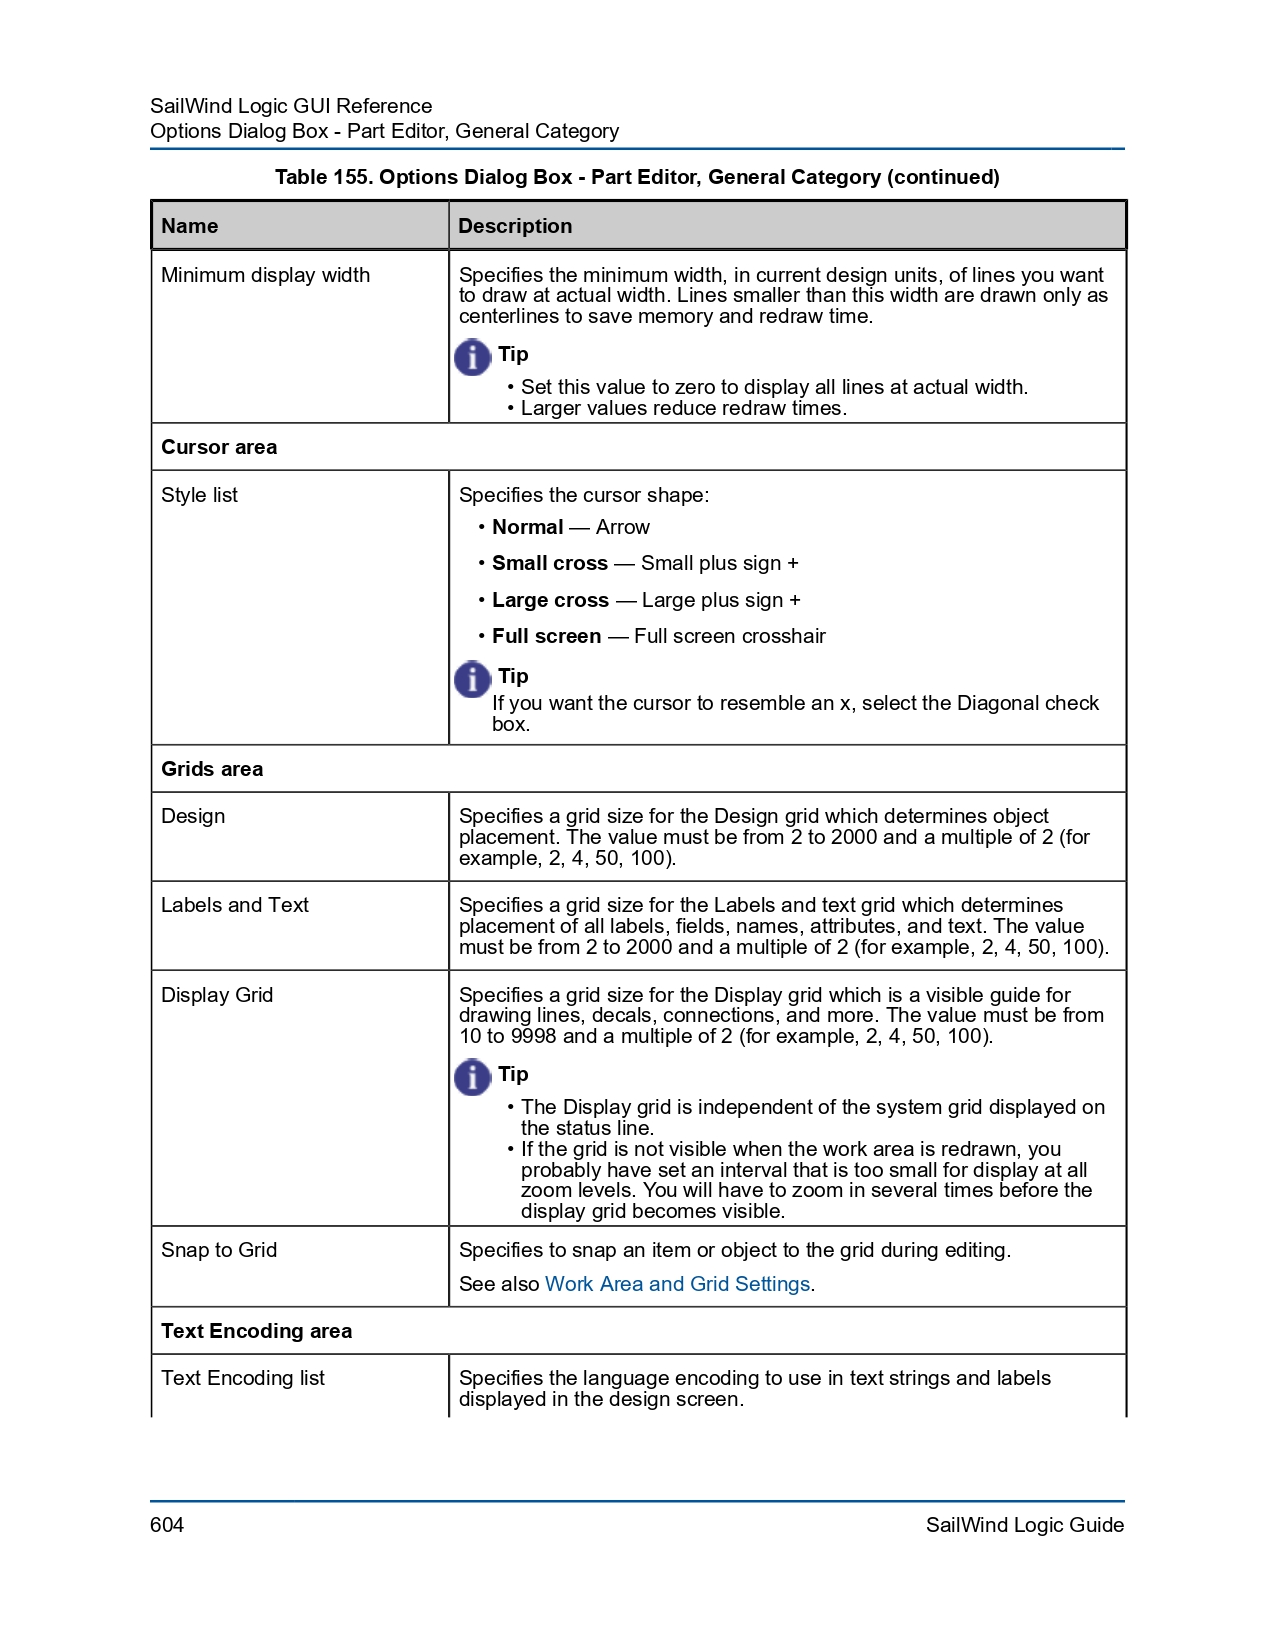 SailWind Logic GUI Reference
Options Dialog Box - Part Editor, General Category
Table 155. Options Dialog Box - Part Editor, General Category (continued)
Name Description
Minimum display width Specifies the minimum width, in current design units, of lines you want
to draw at actual width. Lines smaller than this width are drawn only as
centerlines to save memory and redraw time.
Tip
• Set this value to zero to display all lines at actual width.
• Larger values reduce redraw times.
Cursor area
Style list Specifies the cursor shape:
• Normal — Arrow
• Small cross — Small plus sign +
• Large cross — Large plus sign +
• Full screen — Full screen crosshair
Tip
If you want the cursor to resemble an x, select the Diagonal check
box.
Grids area
Design Specifies a grid size for the Design grid which determines object
placement. The value must be from 2 to 2000 and a multiple of 2 (for
example, 2, 4, 50, 100).
Labels and Text Specifies a grid size for the Labels and text grid which determines
placement of all labels, fields, names, attributes, and text. The value
must be from 2 to 2000 and a multiple of 2 (for example, 2, 4, 50, 100).
Display Grid Specifies a grid size for the Display grid which is a visible guide for
drawing lines, decals, connections, and more. The value must be from
10 to 9998 and a multiple of 2 (for example, 2, 4, 50, 100).
Tip
• The Display grid is independent of the system grid displayed on
the status line.
• If the grid is not visible when the work area is redrawn, you
probably have set an interval that is too small for display at all
zoom levels. You will have to zoom in several times before the
display grid becomes visible.
Snap to Grid Specifies to snap an item or object to the grid during editing.
See also Work Area and Grid Settings.
Text Encoding area
Text Encoding list Specifies the language encoding to use in text strings and labels
displayed in the design screen.
604 SailWind Logic Guide